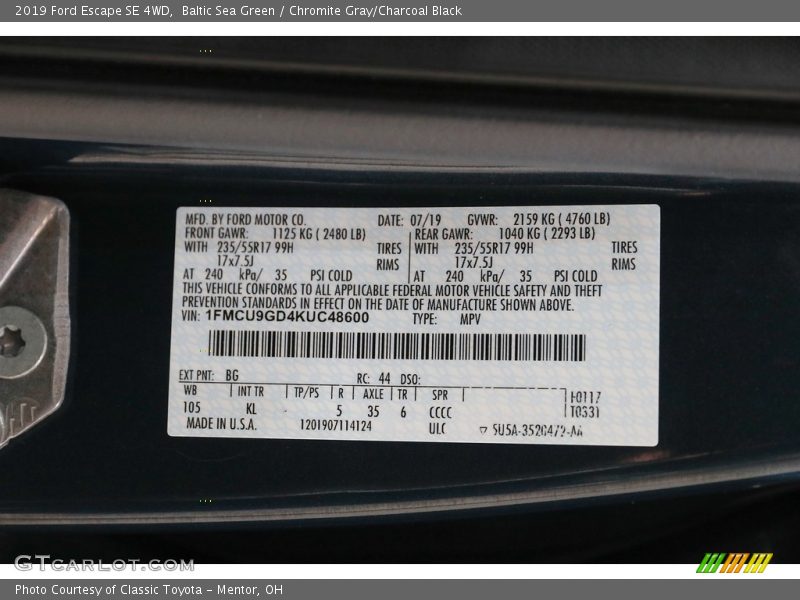 2019 Ford Escape SE 4WD, Baltic Sea Green / Chromite Gray/Charcoal Black
MFD. BY FORD MOTOR CO. DATE: 07/19 GVWR: 2159 KG ( 4760 LB)
FRONT GAWR: 1125 KG ( 2480 LB) REAR GAWR: 1040 KG ( 2293 LB)
WITH 235/55R17 99H TIRES WITH 235/55R17 99H TIRES
17x7.5J RIMS 17x7.5J RIMS
AT 240 kPa/ 35 PSI COLD AT 240 kPa/ 35 PSI COLD
THIS VEHICLE CONFORMS TO ALL APPLICABLE FEDERAL MOTOR VEHICLE SAFETY AND THEFT
PREVENTION STANDARDS IN EFFECT ON THE DATE OF MANUFACTURE SHOWN ABOVE.
VIN: 1FMCU9GD4KUC48600 TYPE: MPV
EXT PNT: BG RC: 44 DSO:
WB INT TR TP/PS R AXLE TR SPR
105 KL 5 35 6 CCCC
MADE IN U.S.A. 1201907114124 ULC
GTCarLot.com
Photo Courtesy of Classic Toyota - Mentor, OH